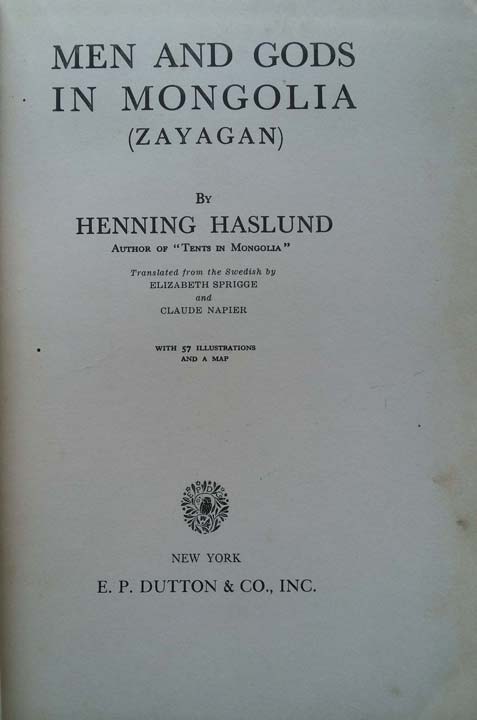 MEN AND GODS
IN MONGOLIA
(ZAYAGAN)
BY
HENNING HASLUND
AUTHOR OF "TENTS IN MONGOLIA"
Translated from the Swedish by
ELIZABETH SPRIGGE
and
CLAUDE NAPIER
WITH 57 ILLUSTRATIONS
AND A MAP
NEW YORK
E. P. DUTTON & CO., INC.